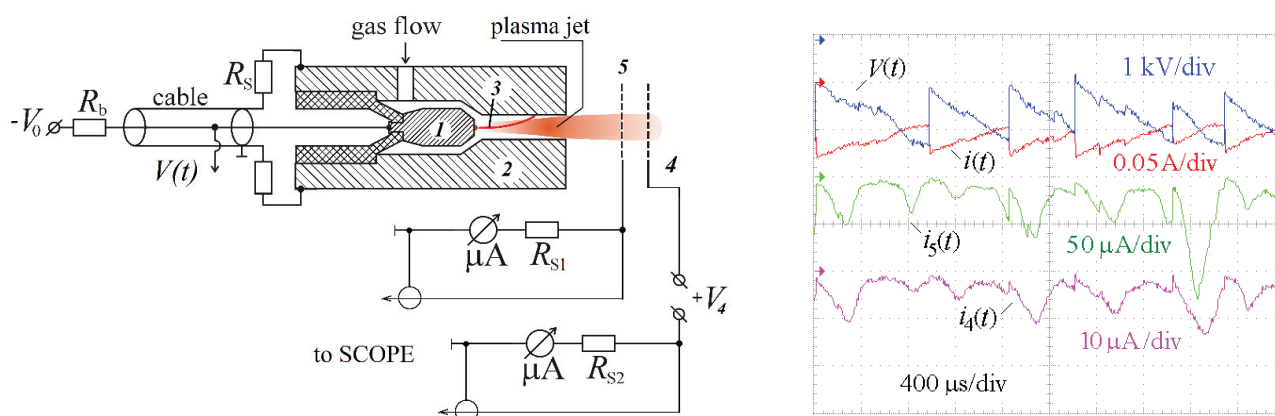 gas flow
plasma jet
5
R_S
3
cable
-V_0
R_b
1
V(t)
2
4
μA
R_S1
+V_4
to SCOPE
μA
R_S2
V(t)
1 kV/div
i(t)
0.05A/div
i_5(t)
50 μA/div
i_4(t)
10 μA/div
400 μs/div